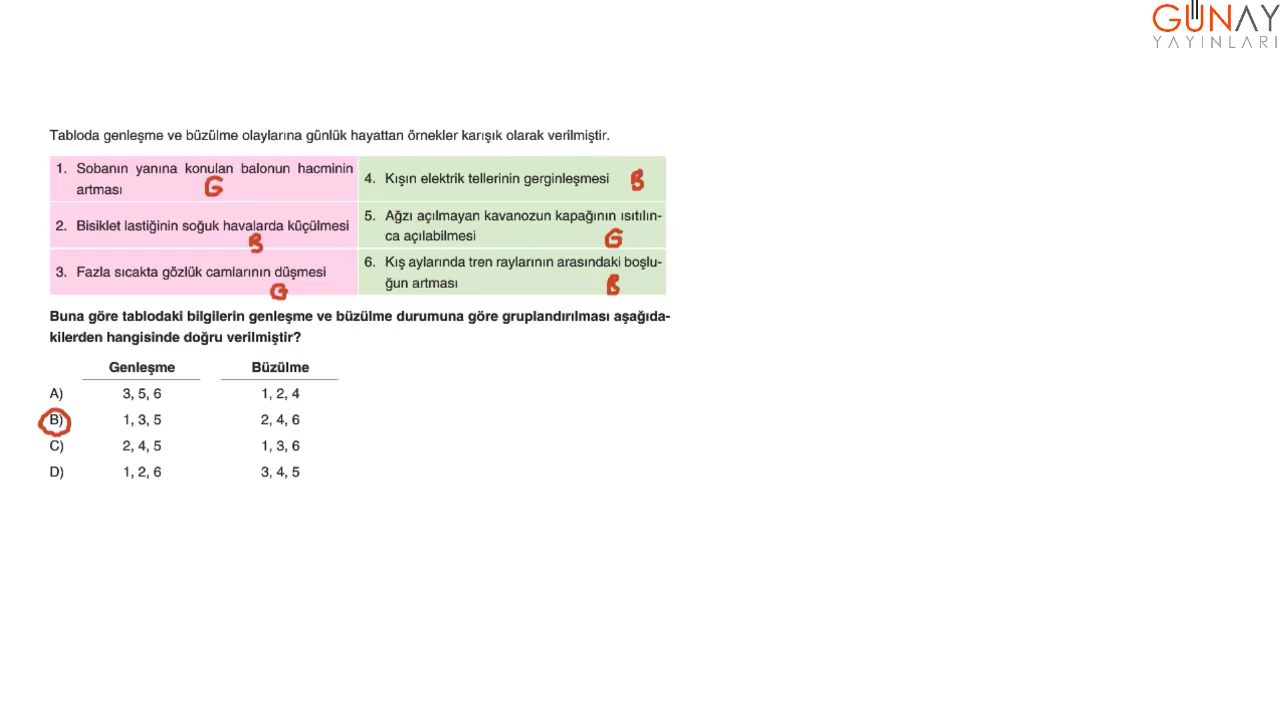 GÜNAY
YAYINLARI
Tabloda genleşme ve büzülme olaylarına günlük hayattan örnekler karışık olarak verilmiştir.
1. Sobanın yanına konulan balonun hacminin
artması
G
2. Bisiklet lastiğinin soğuk havalarda küçülmesi
B
3. Fazla sıcakta gözlük camlarının düşmesi
G
4. Kışın elektrik tellerinin gerginleşmesi B
5. Ağzı açılmayan kavanozun kapağının ısıtılın-
ca açılabilmesi
G
6. Kış aylarında tren raylarının arasındaki boşlu-
ğun artması
B
Buna göre tablodaki bilgilerin genleşme ve büzülme durumuna göre gruplandırılması aşağıda-
kilerden hangisinde doğru verilmiştir?
Genleşme Büzülme
A) 3, 5, 6 1, 2, 4
B) 1, 3, 5 2, 4, 6
C) 2, 4, 5 1, 3, 6
D) 1, 2, 6 3, 4, 5